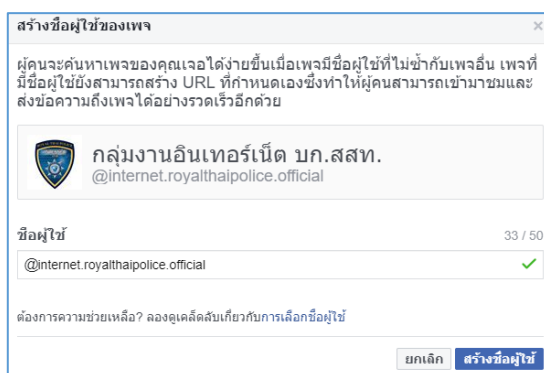 สร้างชื่อผู้ใช้ของเพจ
ผู้คนจะค้นหาเพจของคุณเจอได้ง่ายขึ้นเมื่อเพจมีชื่อผู้ใช้ที่ไม่ซ้ำกับเพจอื่น เพจที่
มีชื่อผู้ใช้ยังสามารถสร้าง URL ที่กำหนดเองซึ่งทำให้ผู้คนสามารถเข้ามาชมและ
ส่งข้อความถึงเพจได้อย่างรวดเร็วอีกด้วย
กลุ่มงานอินเทอร์เน็ต บก.สสท.
@internet.royalthaipolice.official
ชื่อผู้ใช้ 33 / 50
@internet.royalthaipolice.official
ต้องการความช่วยเหลือ? ลองดูเคล็ดลับเกี่ยวกับการเลือกชื่อผู้ใช้
ยกเลิก สร้างชื่อผู้ใช้